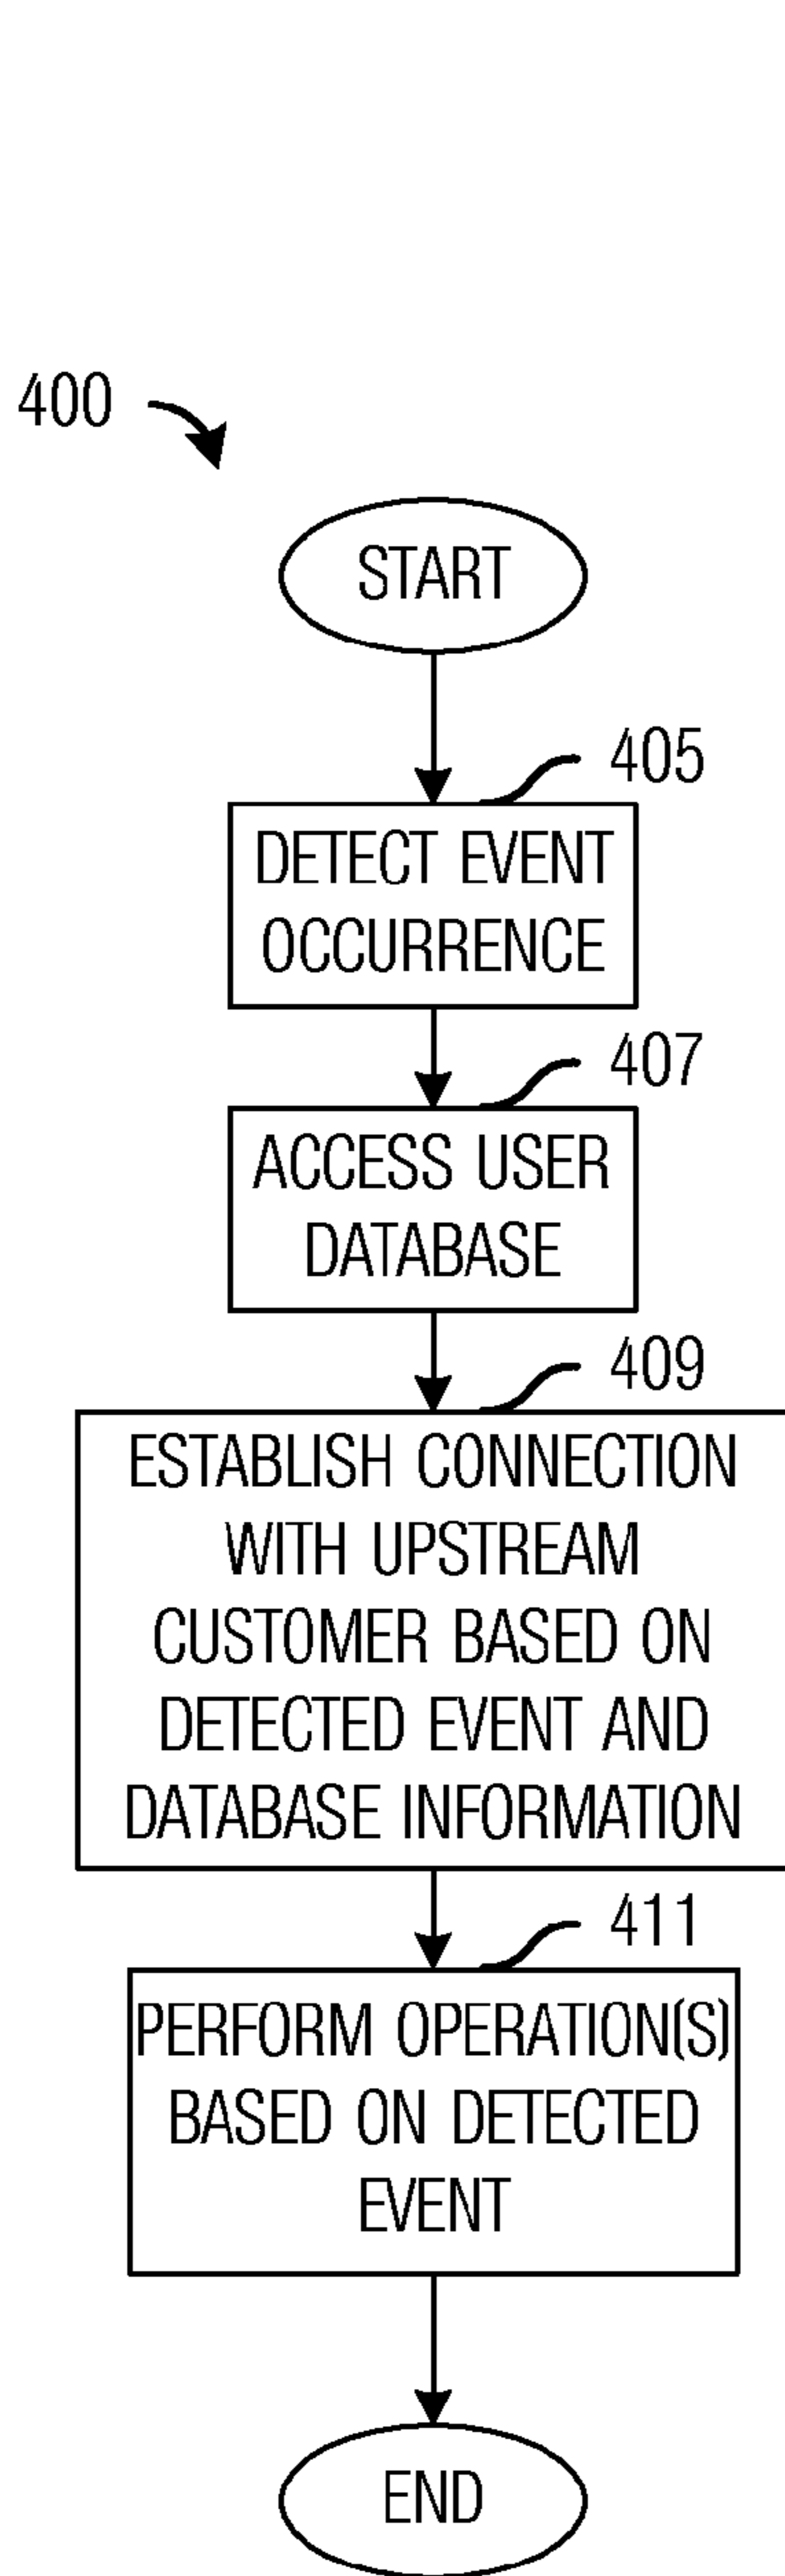 400
START
405
DETECT EVENT
OCCURRENCE
407
ACCESS USER
DATABASE
409
ESTABLISH CONNECTION
WITH UPSTREAM
CUSTOMER BASED ON
DETECTED EVENT AND
DATABASE INFORMATION
411
PERFORM OPERATION(S)
BASED ON DETECTED
EVENT
END